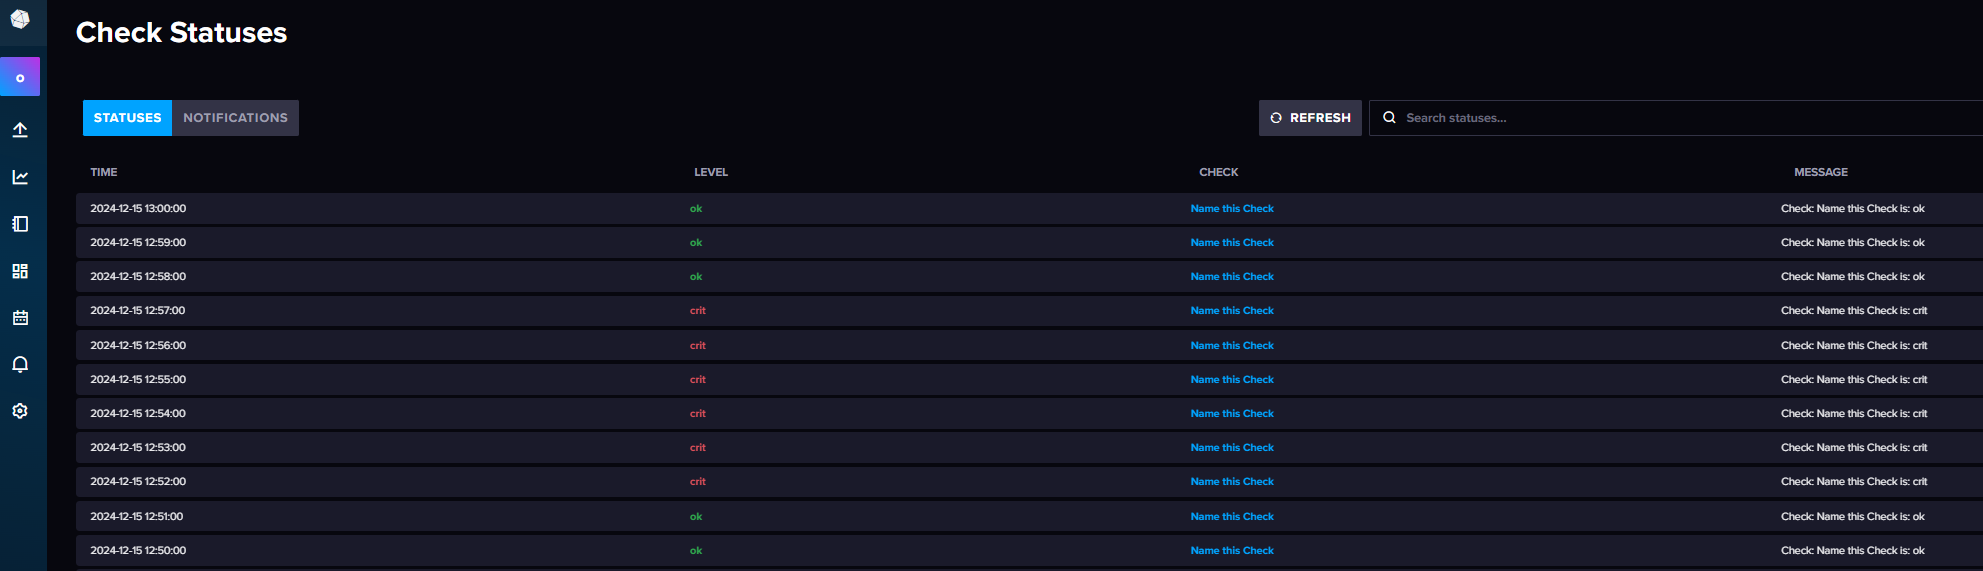 Check Statuses
STATUSES NOTIFICATIONS REFRESH Search statuses...
TIME LEVEL CHECK MESSAGE
2024-12-15 13:00:00 ok Name this Check Check: Name this Check is: ok
2024-12-15 12:59:00 ok Name this Check Check: Name this Check is: ok
2024-12-15 12:58:00 ok Name this Check Check: Name this Check is: ok
2024-12-15 12:57:00 crit Name this Check Check: Name this Check is: crit
2024-12-15 12:56:00 crit Name this Check Check: Name this Check is: crit
2024-12-15 12:55:00 crit Name this Check Check: Name this Check is: crit
2024-12-15 12:54:00 crit Name this Check Check: Name this Check is: crit
2024-12-15 12:53:00 crit Name this Check Check: Name this Check is: crit
2024-12-15 12:52:00 crit Name this Check Check: Name this Check is: crit
2024-12-15 12:51:00 ok Name this Check Check: Name this Check is: ok
2024-12-15 12:50:00 ok Name this Check Check: Name this Check is: ok